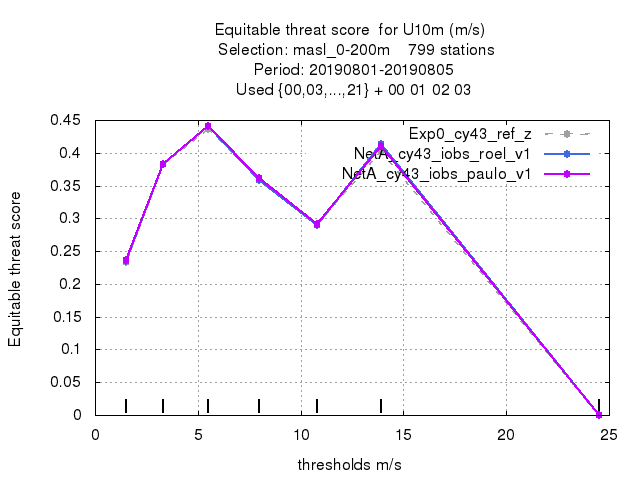 Equitable threat score  for U10m (m/s)
Selection: masl_0-200m    799 stations
Period: 20190801-20190805
Used {00,03,...,21} + 00 01 02 03
Exp0_cy43_ref_z
NetA_cy43_iobs_roel_v1
NetA_cy43_iobs_paulo_v1
Equitable threat score
0.45
0.4
0.35
0.3
0.25
0.2
0.15
0.1
0.05
0
0 5 10 15 20 25
thresholds m/s